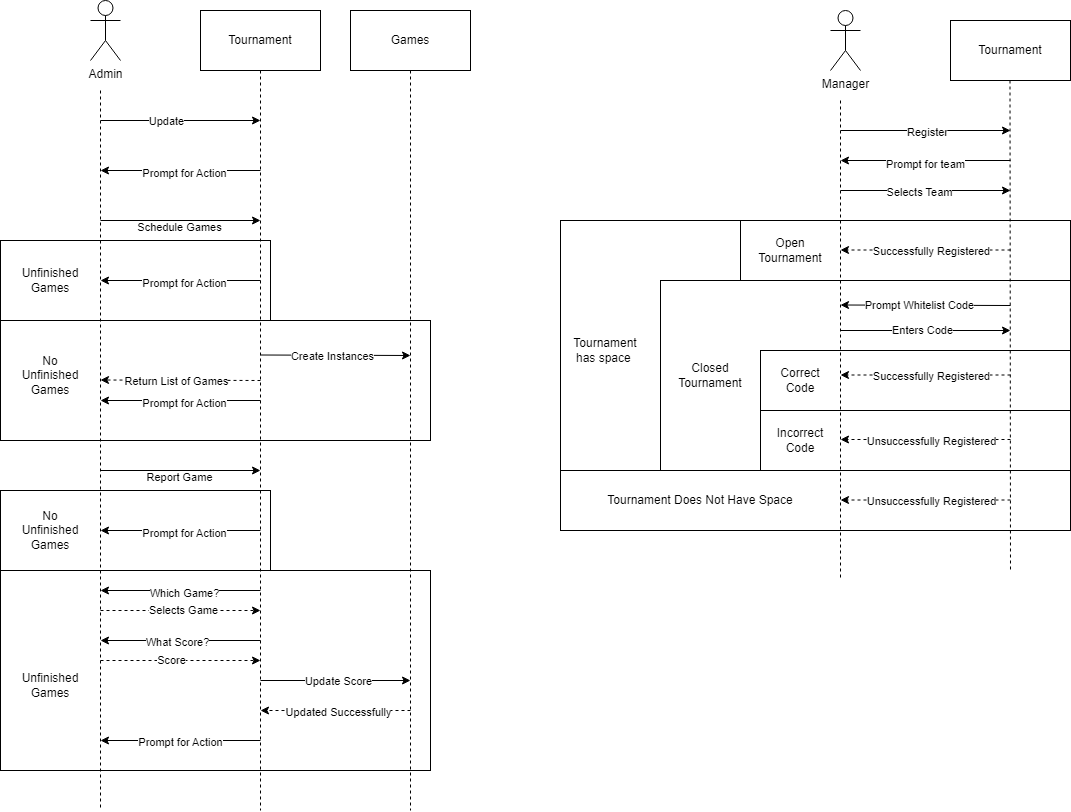 Admin
Tournament
Games
Update
Prompt for Action
Schedule Games
Unfinished
Games
Prompt for Action
No
Unfinished
Games
Create Instances
Return List of Games
Prompt for Action
Report Game
No
Unfinished
Games
Prompt for Action
Unfinished
Games
Which Game?
Selects Game
What Score?
Score
Update Score
Updated Successfully
Prompt for Action
Manager
Tournament
Register
Prompt for team
Selects Team
Tournament
has space
Open
Tournament
Successfully Registered
Closed
Tournament
Prompt Whitelist Code
Enters Code
Correct
Code
Successfully Registered
Incorrect
Code
Unsuccessfully Registered
Tournament Does Not Have Space
Unsuccessfully Registered